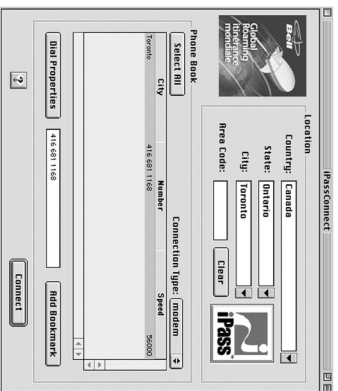 iPassConnect
Bell
Global
Roaming
itinérance
mondiale
Location
Country: Canada
State: Ontario
City: Toronto
Area Code:
Clear
iPass
Phone Book
Select All
Connection Type: modem
City Number Speed
Toronto 416 681 1168 56000
Dial Properties
416 681 1168
Add Bookmark
?
Connect